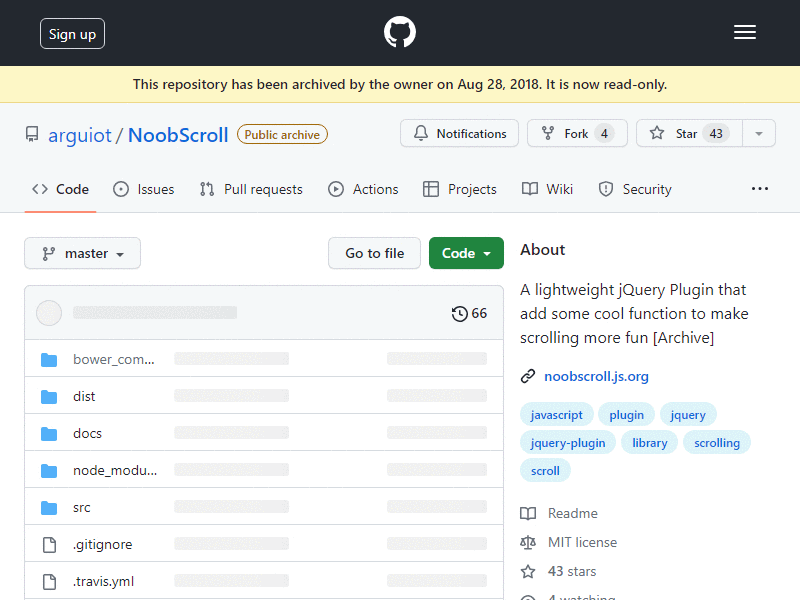 Sign up
This repository has been archived by the owner on Aug 28, 2018. It is now read-only.
arguiot / NoobScroll Public archive
Notifications
Fork 4
Star 43
Code
Issues
Pull requests
Actions
Projects
Wiki
Security
master
Go to file
Code
66
bower_com...
dist
docs
node_modu...
src
.gitignore
.travis.yml
About
A lightweight jQuery Plugin that
add some cool function to make
scrolling more fun [Archive]
noobscroll.js.org
javascript plugin jquery
jquery-plugin library scrolling
scroll
Readme
MIT license
43 stars
4 watching